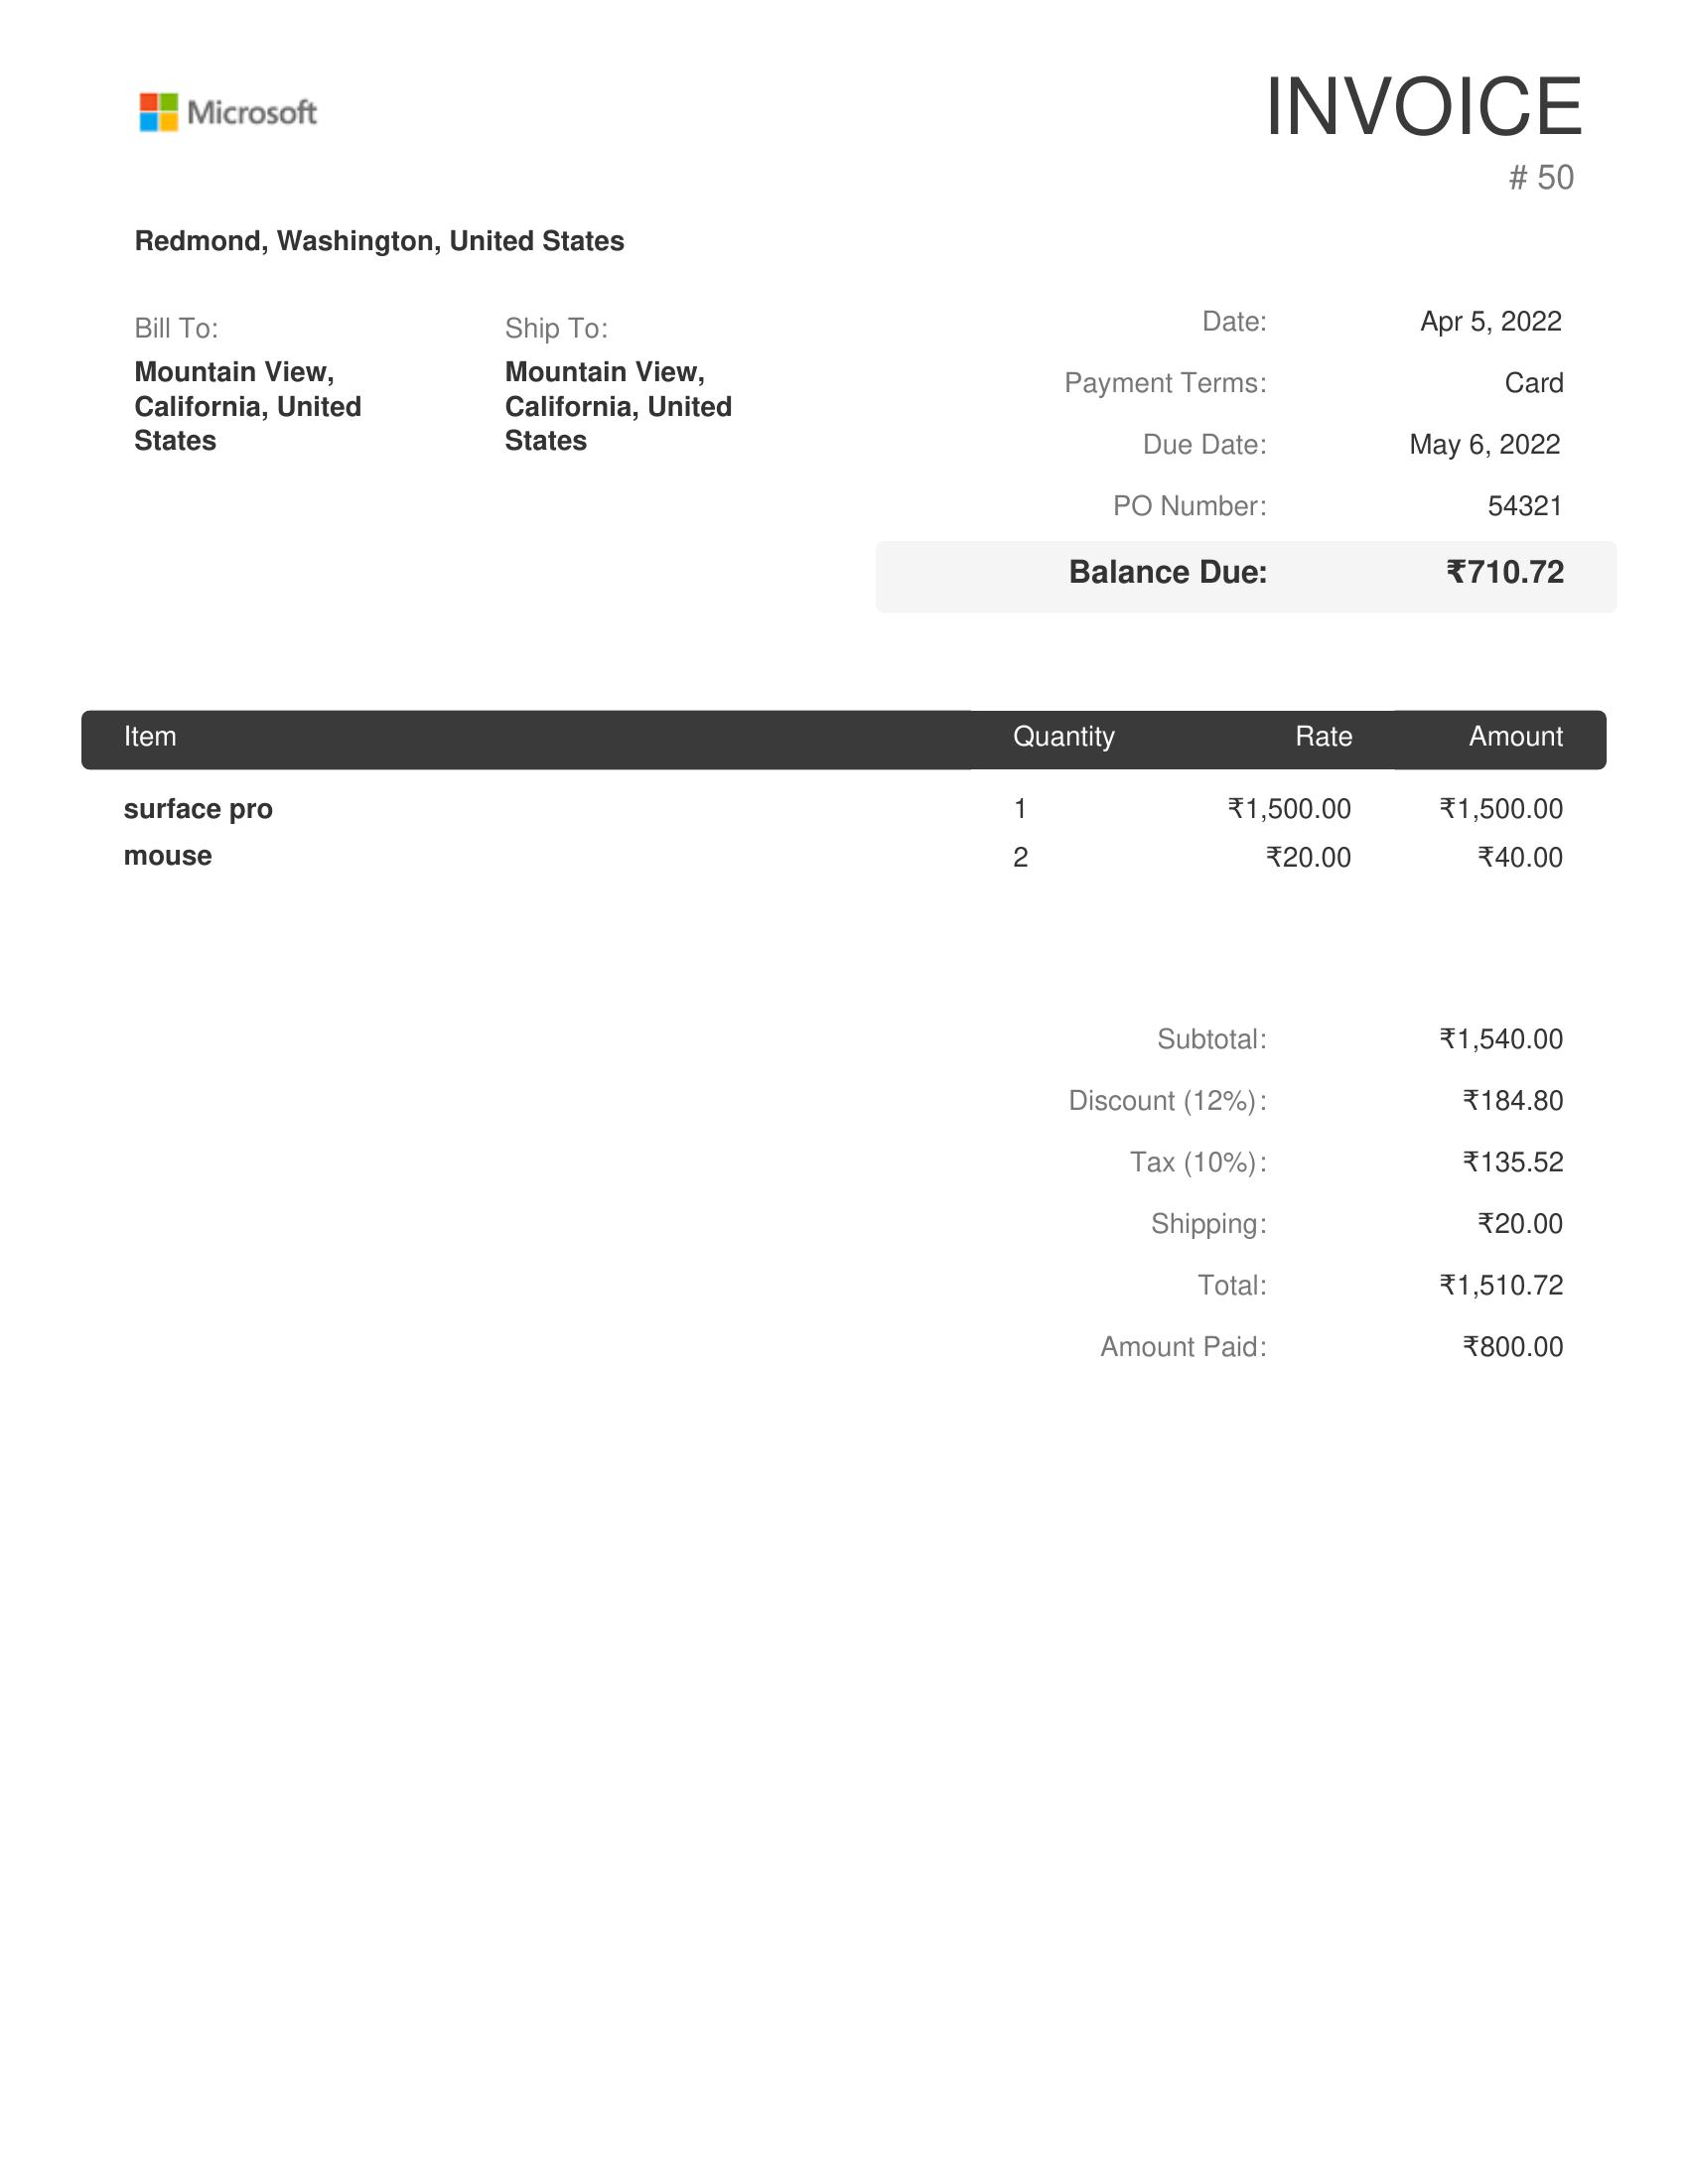 Microsoft
INVOICE
# 50
Redmond, Washington, United States
Bill To:
Mountain View,
California, United
States
Ship To:
Mountain View,
California, United
States
Date: Apr 5, 2022
Payment Terms: Card
Due Date: May 6, 2022
PO Number: 54321
Balance Due: ₹710.72
Item Quantity Rate Amount
surface pro 1 ₹1,500.00 ₹1,500.00
mouse 2 ₹20.00 ₹40.00
Subtotal: ₹1,540.00
Discount (12%): ₹184.80
Tax (10%): ₹135.52
Shipping: ₹20.00
Total: ₹1,510.72
Amount Paid: ₹800.00